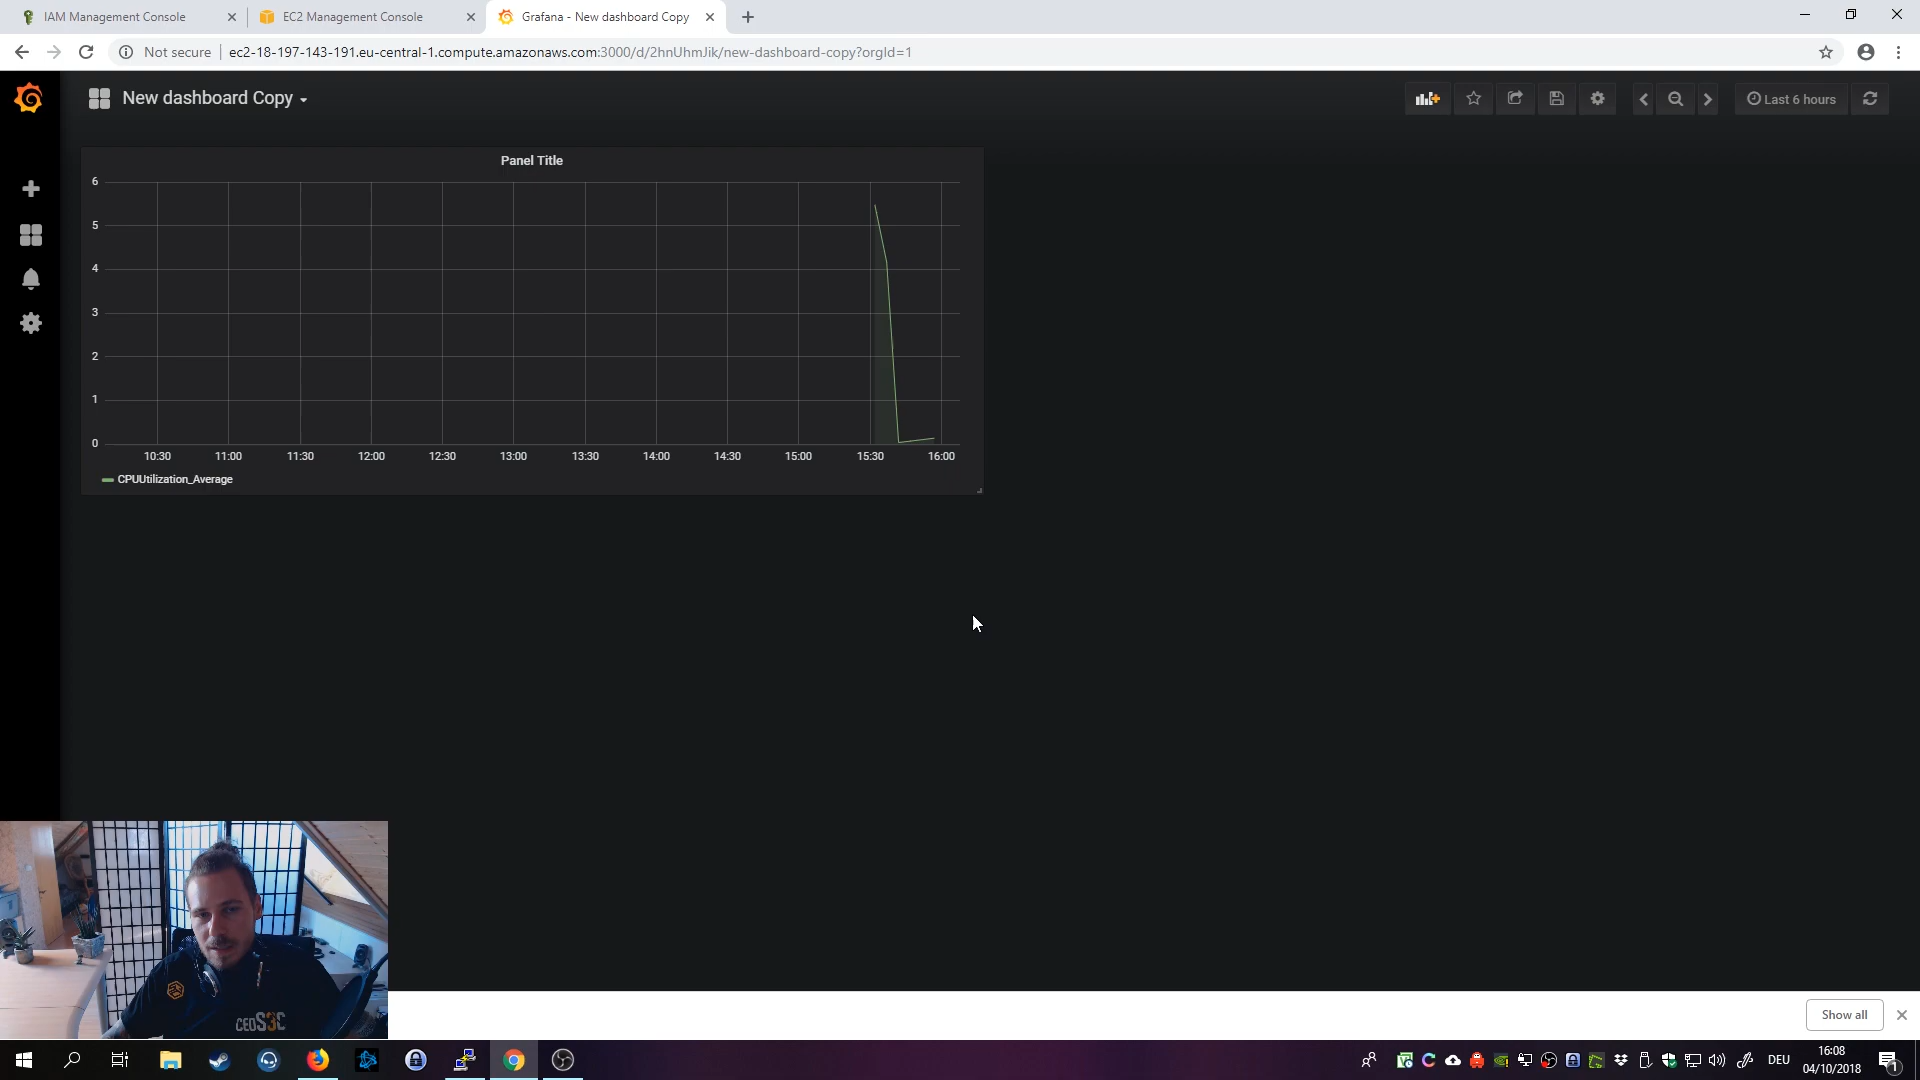 IAM Management Console
EC2 Management Console
Grafana - New dashboard Copy
Not secure
ec2-18-197-143-191.eu-central-1.compute.amazonaws.com:3000/d/2hnUhmJik/new-dashboard-copy?orgId=1
New dashboard Copy
Last 6 hours
Panel Title
6
5
4
3
2
1
0
10:30 11:00 11:30 12:00 12:30 13:00 13:30 14:00 14:30 15:00 15:30 16:00
CPUUtilization_Average
CEOS3C
Show all
DEU
16:08
04/10/2018
1